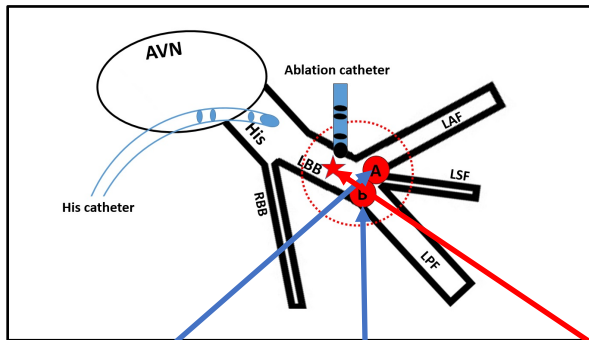 AVN
Ablation catheter
His
LAF
LBB
A
LSF
B
His catheter
RBB
LPF